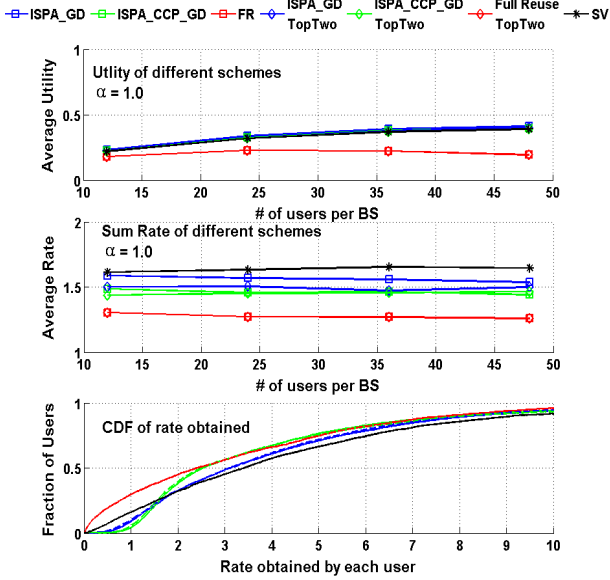 ISPA_GD ISPA_CCP_GD FR ISPA_GD TopTwo ISPA_CCP_GD TopTwo Full Reuse TopTwo SV
Utlity of different schemes
α = 1.0
Average Utility
1
0.5
0
10 15 20 25 30 35 40 45 50
# of users per BS
Sum Rate of different schemes
α = 1.0
Average Rate
2
1.5
1
10 15 20 25 30 35 40 45 50
# of users per BS
CDF of rate obtained
Fraction of Users
1
0.5
0
0 1 2 3 4 5 6 7 8 9 10
Rate obtained by each user